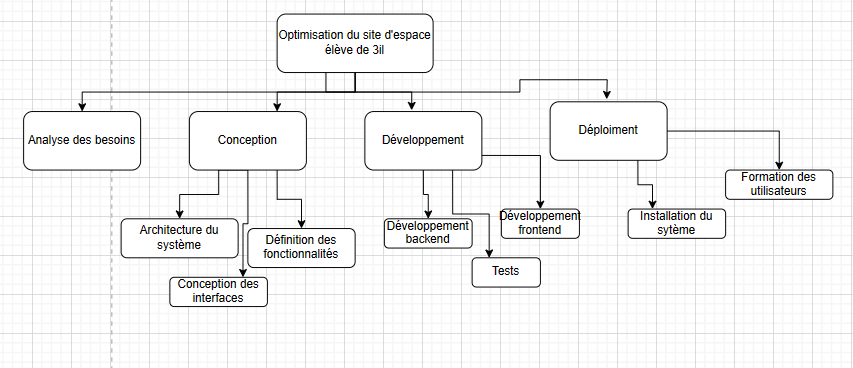 Optimisation du site d'espace
élève de 3il
Analyse des besoins
Conception
Développement
Déploiment
Architecture du
système
Définition des
fonctionnalités
Conception des
interfaces
Développement
backend
Développement
frontend
Tests
Installation du
sytème
Formation des
utilisateurs